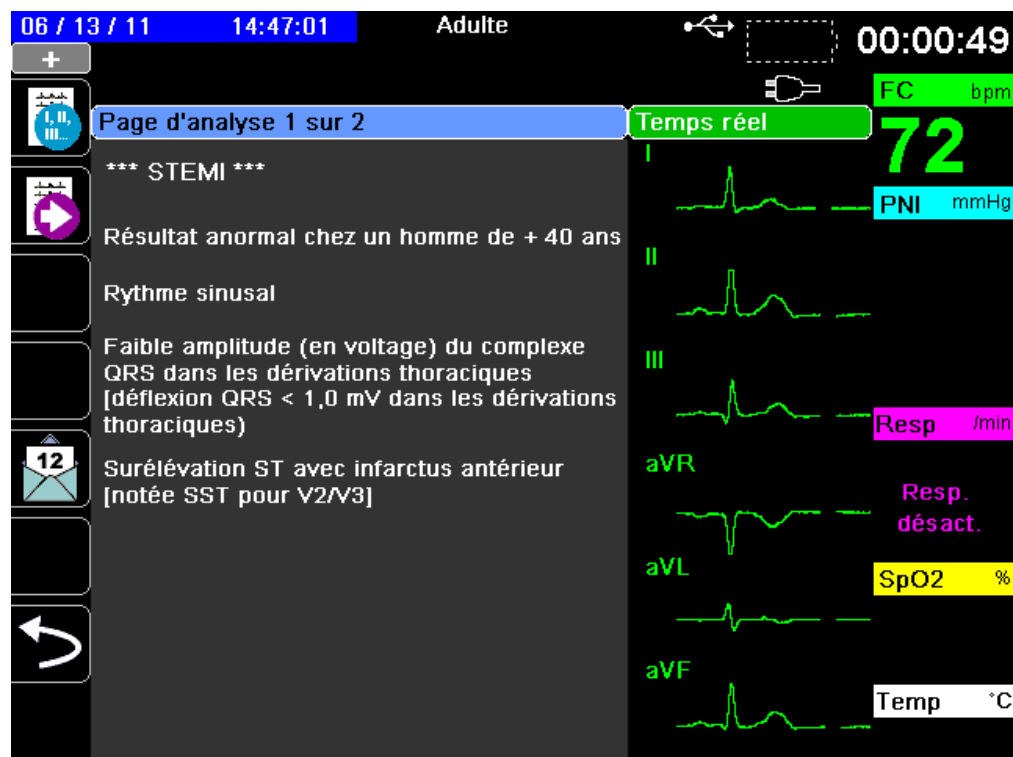 06 / 13 / 11 14:47:01 Adulte 00:00:49
+
I, II,
III...
FC bpm
72
Page d'analyse 1 sur 2
Temps réel
*** STEMI ***
Résultat anormal chez un homme de + 40 ans
Rythme sinusal
Faible amplitude (en voltage) du complexe
QRS dans les dérivations thoraciques
[déflexion QRS < 1,0 mV dans les dérivations
thoraciques)
Surélévation ST avec infarctus antérieur
[notée SST pour V2/V3]
12
I
II
III
aVR
aVL
aVF
PNI mmHg
Resp /min
Resp.
désact.
SpO2 %
Temp °C